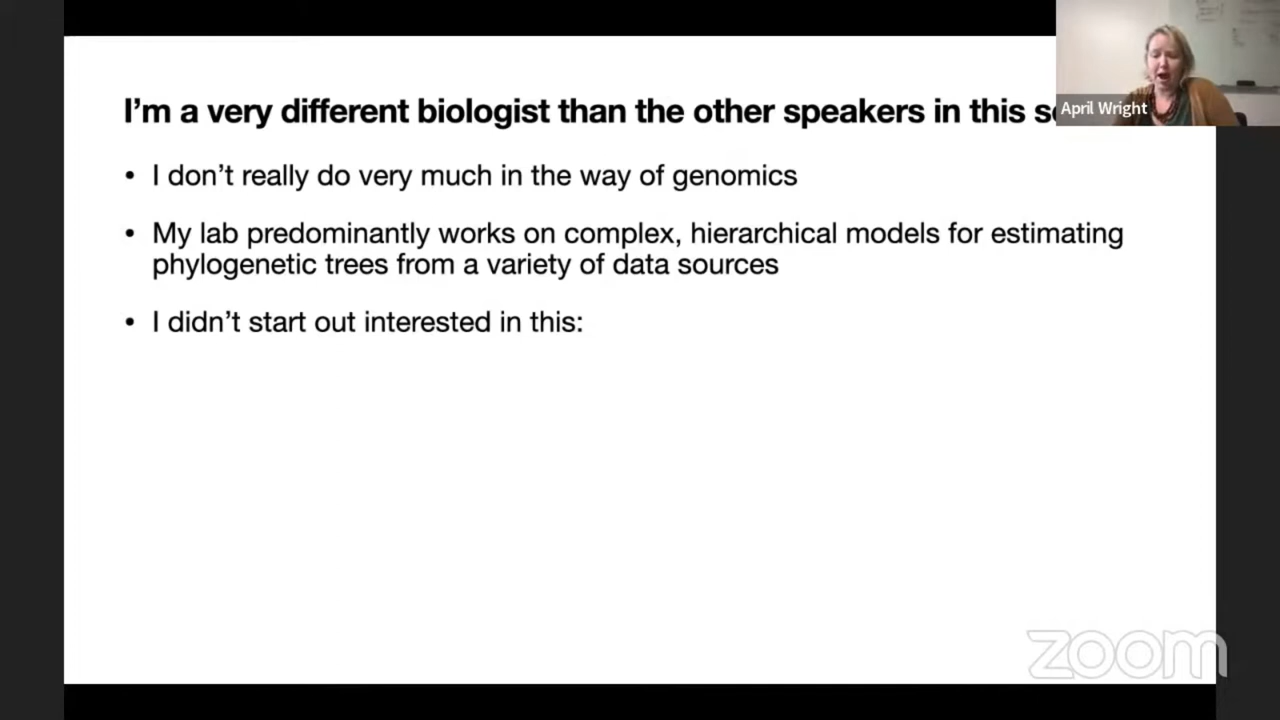 I'm a very different biologist than the other speakers in this
April Wright
• I don't really do very much in the way of genomics
• My lab predominantly works on complex, hierarchical models for estimating
phylogenetic trees from a variety of data sources
• I didn't start out interested in this:
zoom